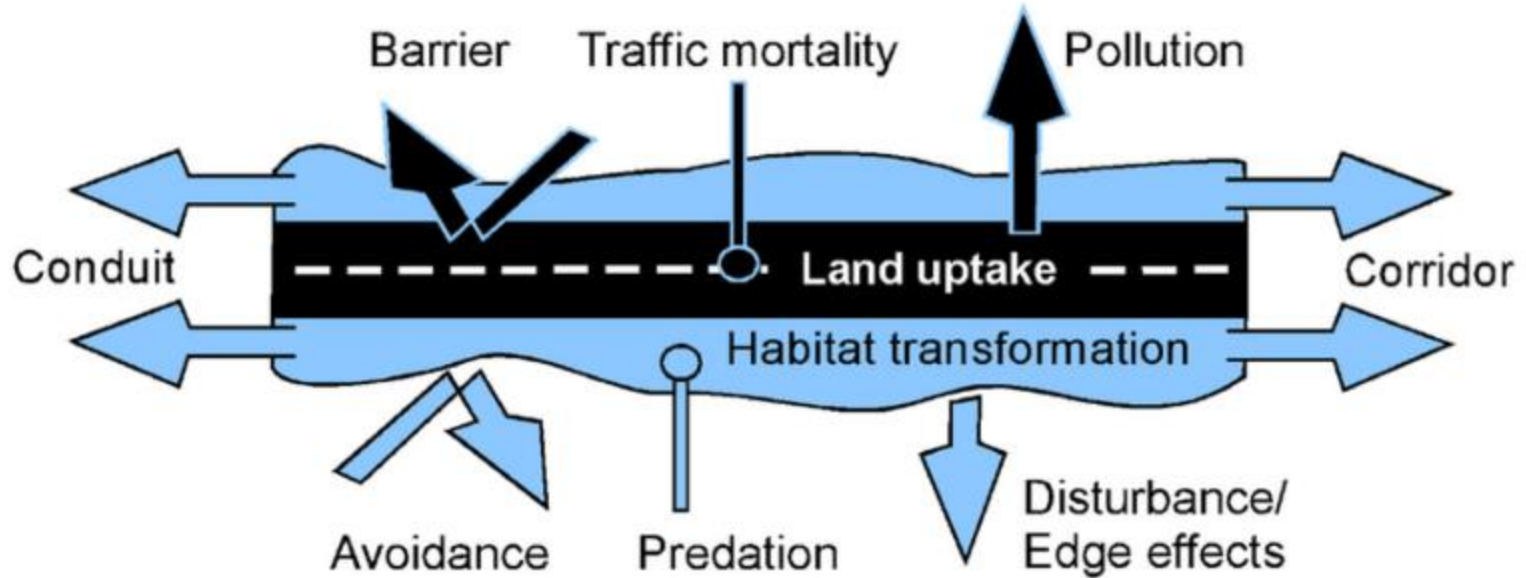 Barrier
Traffic mortality
Pollution
Conduit
Land uptake
Corridor
Habitat transformation
Avoidance
Predation
Disturbance/
Edge effects